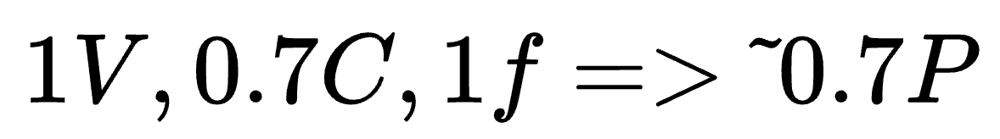 1V, 0.7C, 1f => ~0.7P